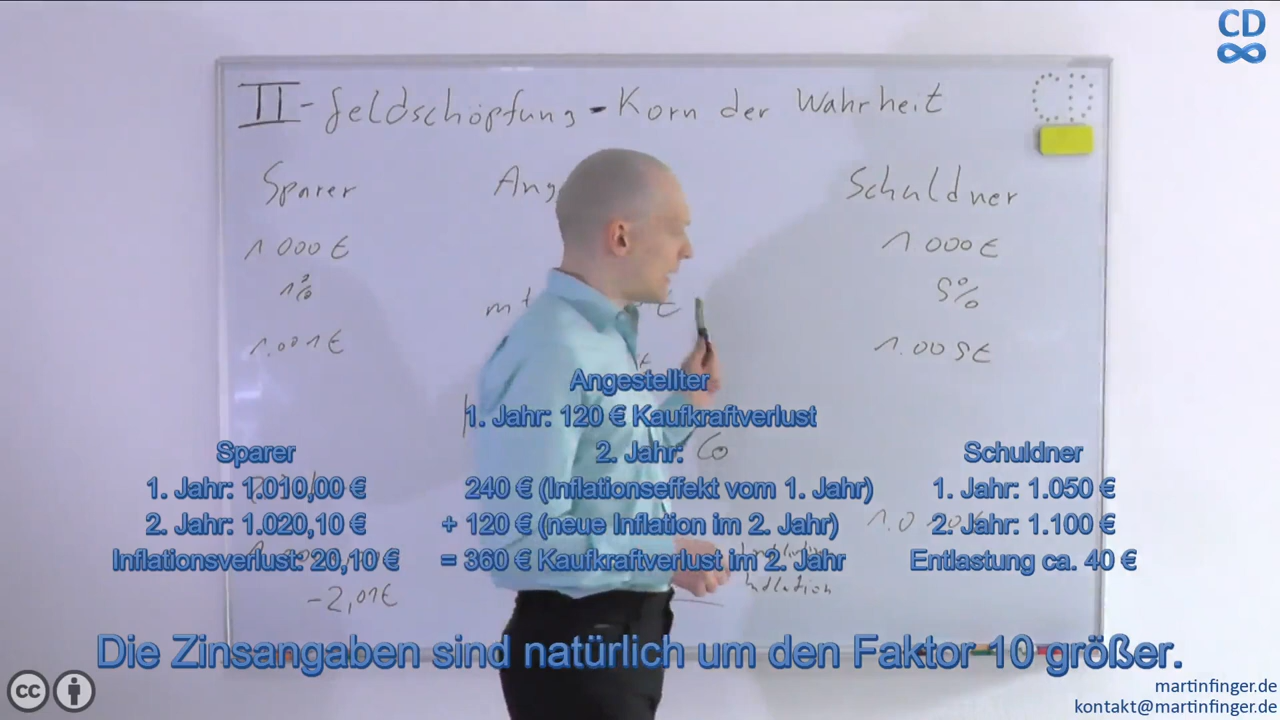 CD
II - Geldschöpfung - Korn der Wahrheit
Sparer
Ang
Schuldner
1 000 €
1 000 €
1%
5%
€
1.001 €
1.005 €
Angestellter
1. Jahr: 120 € Kaufkraftverlust
Sparer
2. Jahr:
Schuldner
1. Jahr: 1.010,00 €
240 € (Inflationseffekt vom 1. Jahr)
1. Jahr: 1.050 €
2. Jahr: 1.020,10 €
+ 120 € (neue Inflation im 2. Jahr)
2. Jahr: 1.100 €
Inflationsverlust: 20,10 €
= 360 € Kaufkraftverlust im 2. Jahr
Entlastung ca. 40 €
-2,01 €
Die Zinsangaben sind natürlich um den Faktor 10 größer.
cc
martinfinger.de
kontakt@martinfinger.de